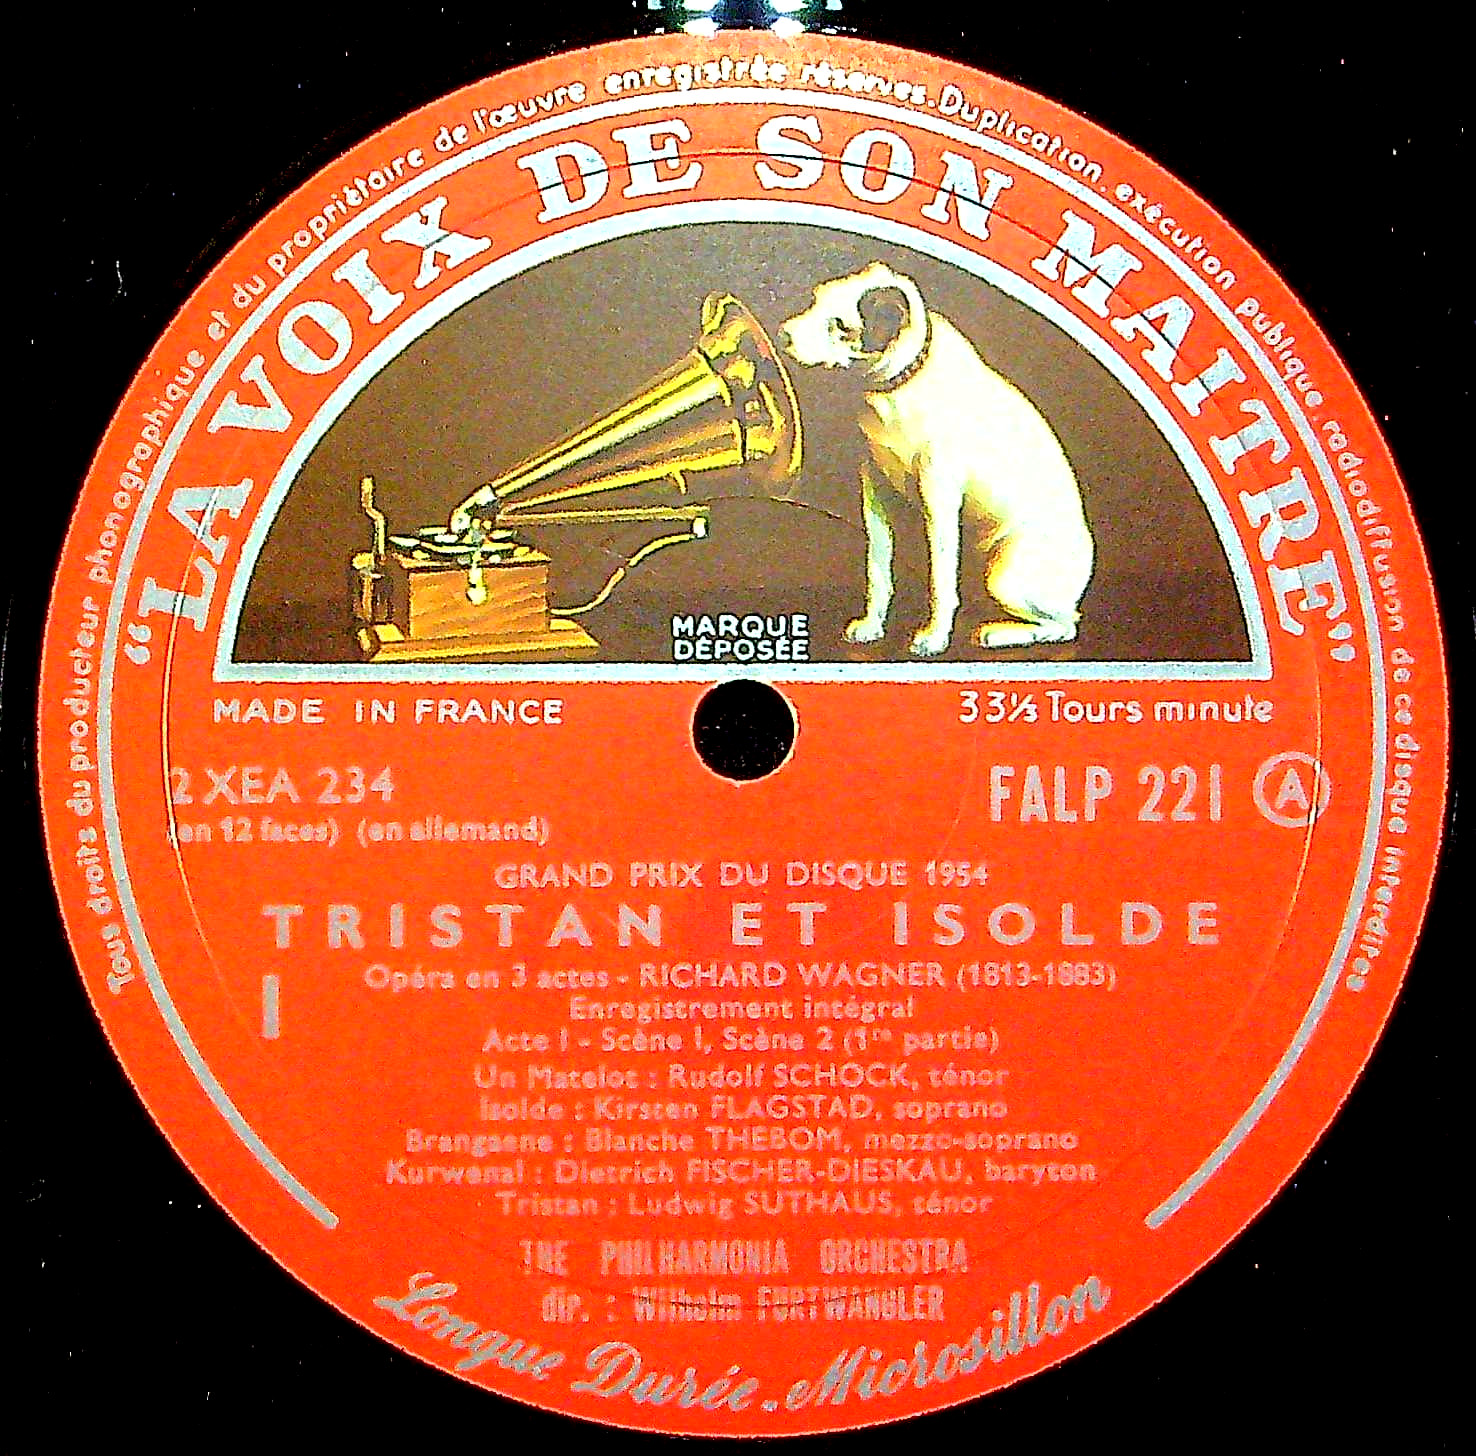 Tous droits du producteur phonographique et du propriétaire de l'œuvre enregistrée réservés. Duplication. exécution publique. radiodiffusion de ce disque interdites
“LA VOIX DE SON MAITRE”
MARQUE
DÉPOSÉE
MADE IN FRANCE
33⅓ Tours minute
2 XEA 234
FALP 221 A
(en 12 faces) (en allemand)
GRAND PRIX DU DISQUE 1954
TRISTAN ET ISOLDE
I
Opéra en 3 actes - RICHARD WAGNER (1813-1883)
Enregistrement intégral
Acte I - Scène I, Scène 2 (1re partie)
Un Matelot : Rudolf SCHOCK, ténor
Isolde : Kirsten FLAGSTAD, soprano
Brangaene : Blanche THEBOM, mezzo-soprano
Kurwenal : Dietrich FISCHER-DIESKAU, baryton
Tristan : Ludwig SUTHAUS, ténor
THE PHILHARMONIA ORCHESTRA
dir. : Wilhelm FURTWANGLER
Longue Durée - Microsillon